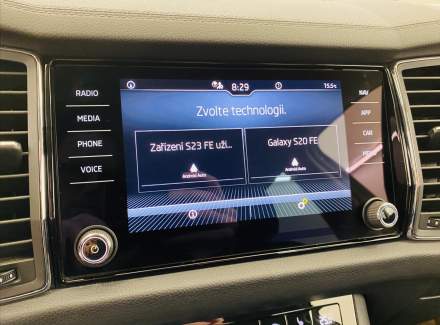 8:29
15.5°C
RADIO
MEDIA
PHONE
VOICE
NAV
APP
CAR
Zvolte technologii.
Zařízení S23 FE uži...
Android Auto
Galaxy S20 FE
Android Auto